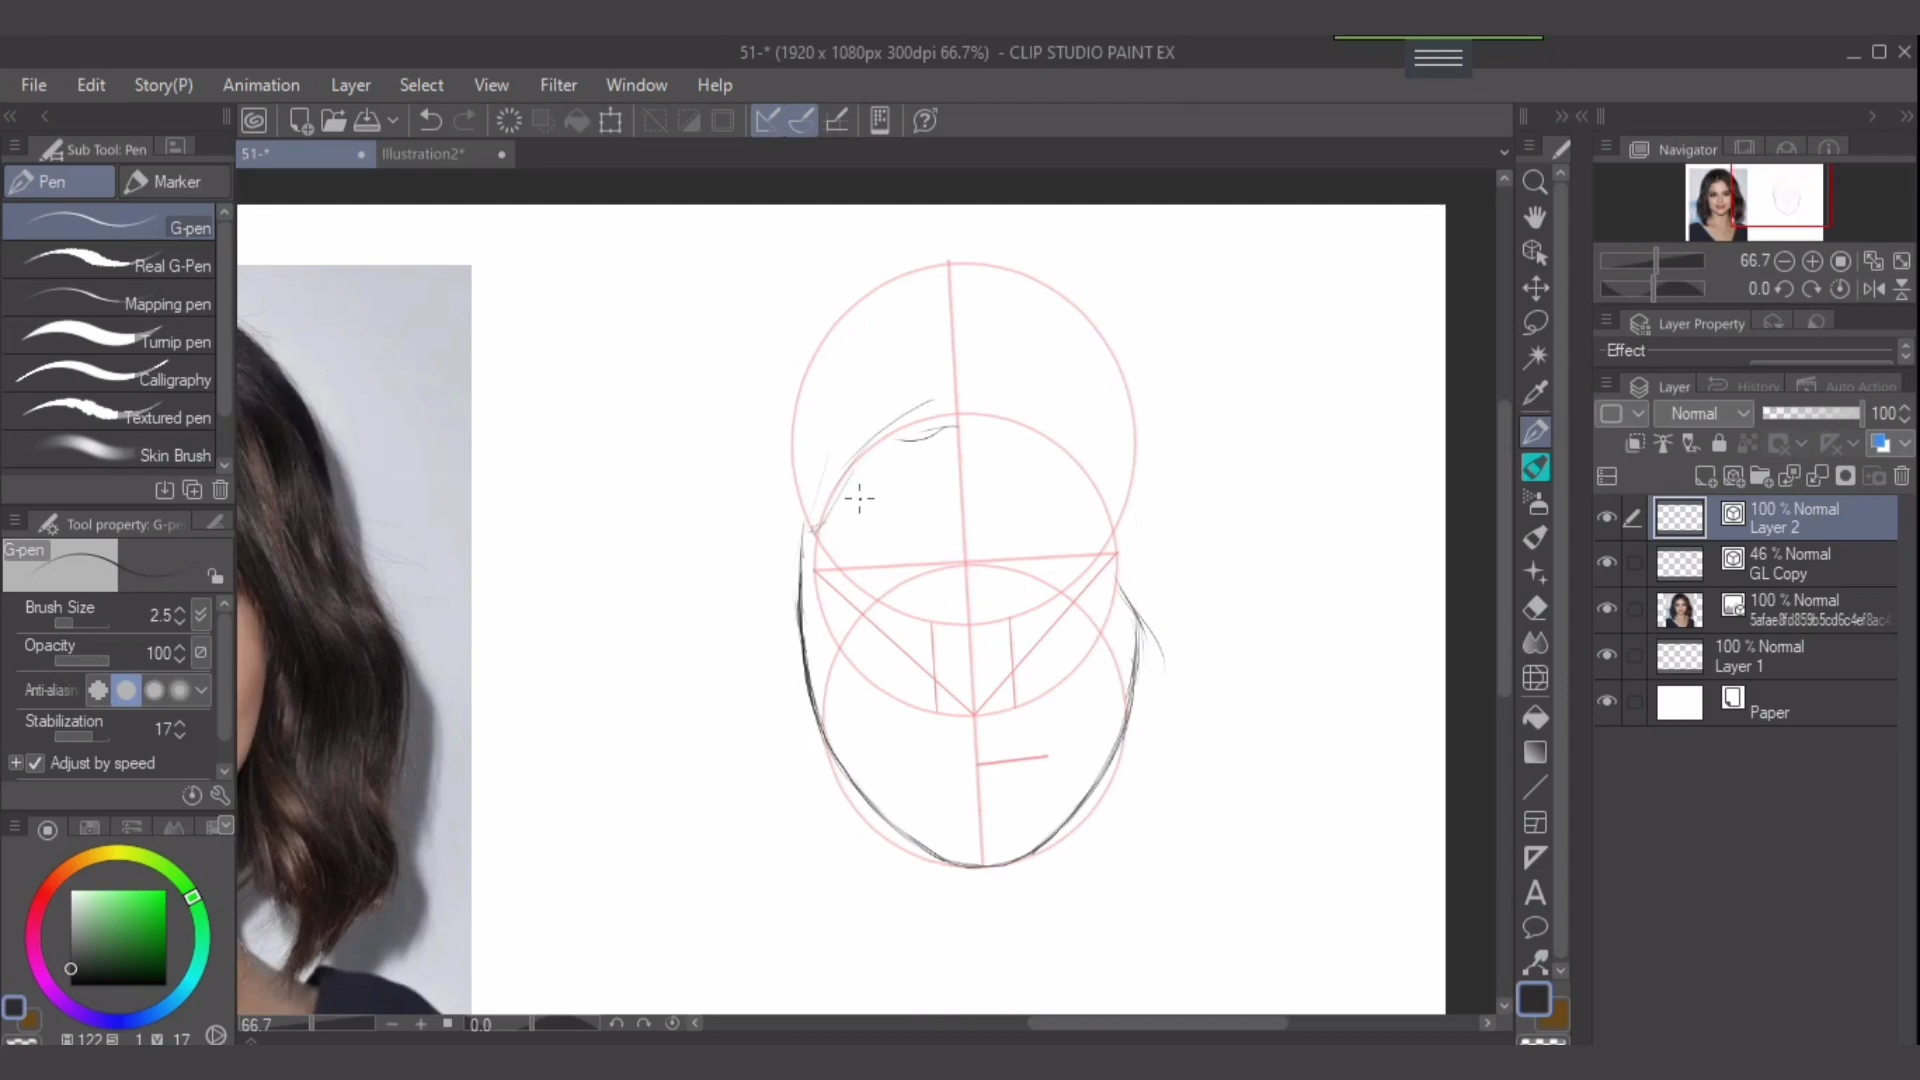 51-* (1920 x 1080px 300dpi 66.7%) - CLIP STUDIO PAINT EX
File Edit Story(P) Animation Layer Select View Filter Window Help
Sub Tool: Pen
51-* Illustration2*
Pen Marker
G-pen
Real G-Pen
Mapping pen
Turnip pen
Calligraphy
Textured pen
Skin Brush
Tool property: G-pe
G-pen
Brush Size 2.5
Opacity 100
Anti-aliasin
Stabilization
17
Adjust by speed
122 1 17
66.7 0.0
Navigator
66.7
0.0
Layer Property
Effect
Layer History Auto Action
Normal 100
100 % Normal
Layer 2
46 % Normal
GL Copy
100 % Normal
100 % Normal
Layer 1
Paper